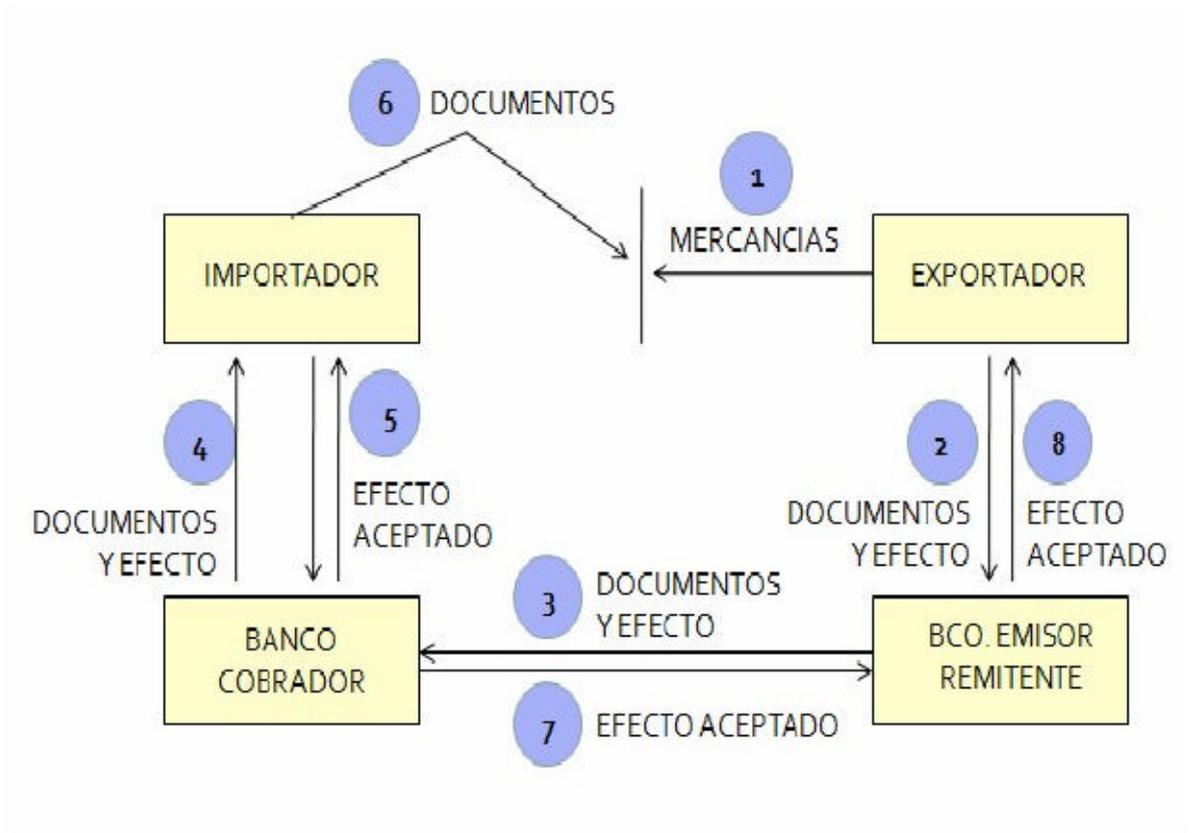 6
DOCUMENTOS
1
MERCANCIAS
IMPORTADOR
EXPORTADOR
4
5
2
8
EFECTO
ACEPTADO
DOCUMENTOS
Y EFECTO
DOCUMENTOS
Y EFECTO
EFECTO
ACEPTADO
3
DOCUMENTOS
Y EFECTO
BANCO
COBRADOR
BCO. EMISOR
REMITENTE
7
EFECTO ACEPTADO